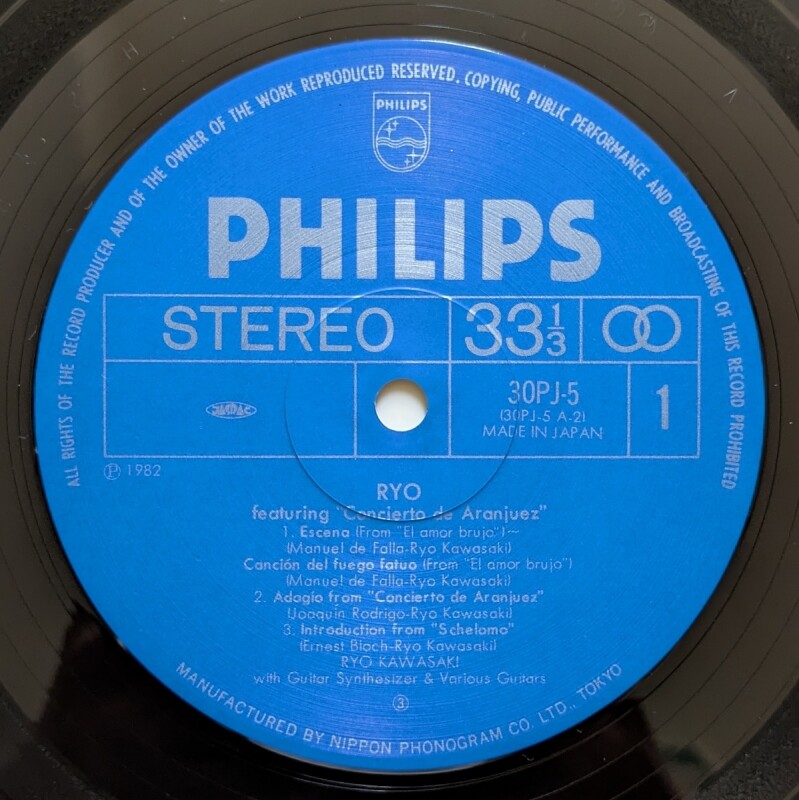 ALL RIGHTS OF THE RECORD PRODUCER AND OF THE OWNER OF THE WORK REPRODUCED RESERVED. COPYING, PUBLIC PERFORMANCE AND BROADCASTING OF THIS RECORD PROHIBITED
PHILIPS
PHILIPS
STEREO 33 1/3
JASRAC 30PJ-5 1
(30PJ-5 A-2)
MADE IN JAPAN
Ⓟ 1982
RYO
featuring "Concierto de Aranjuez"
1. Escena (From "El amor brujo")~
(Manuel de Falla-Ryo Kawasaki)
Canción del fuego fatuo (From "El amor brujo")
(Manuel de Falla-Ryo Kawasaki)
2. Adagio from "Concierto de Aranjuez"
(Joaquin Rodrigo-Ryo Kawasaki)
3. Introduction from "Schelomo"
(Ernest Bloch-Ryo Kawasaki)
RYO KAWASAKI
with Guitar Synthesizer & Various Guitars
③
MANUFACTURED BY NIPPON PHONOGRAM CO. LTD., TOKYO